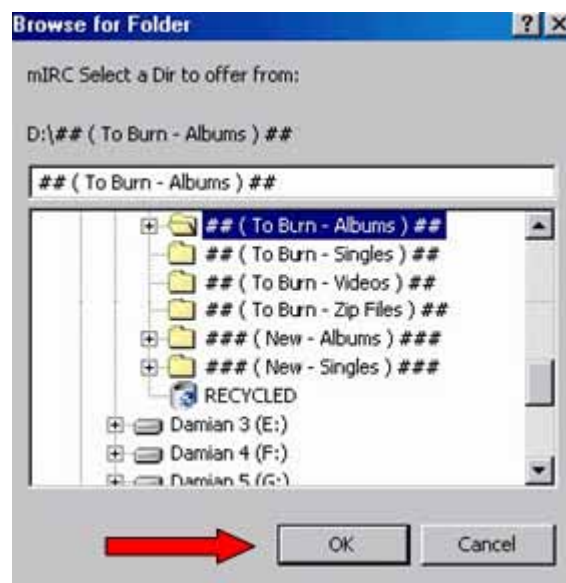 Browse for Folder
mIRC Select a Dir to offer from:
D:\## ( To Burn - Albums ) ##
## ( To Burn - Albums ) ##
## ( To Burn - Albums ) ##
## ( To Burn - Singles ) ##
## ( To Burn - Videos ) ##
## ( To Burn - Zip Files ) ##
### ( New - Albums ) ###
### ( New - Singles ) ###
RECYCLED
Damian 3 (E:)
Damian 4 (F:)
Damian 5 (G:)
OK Cancel